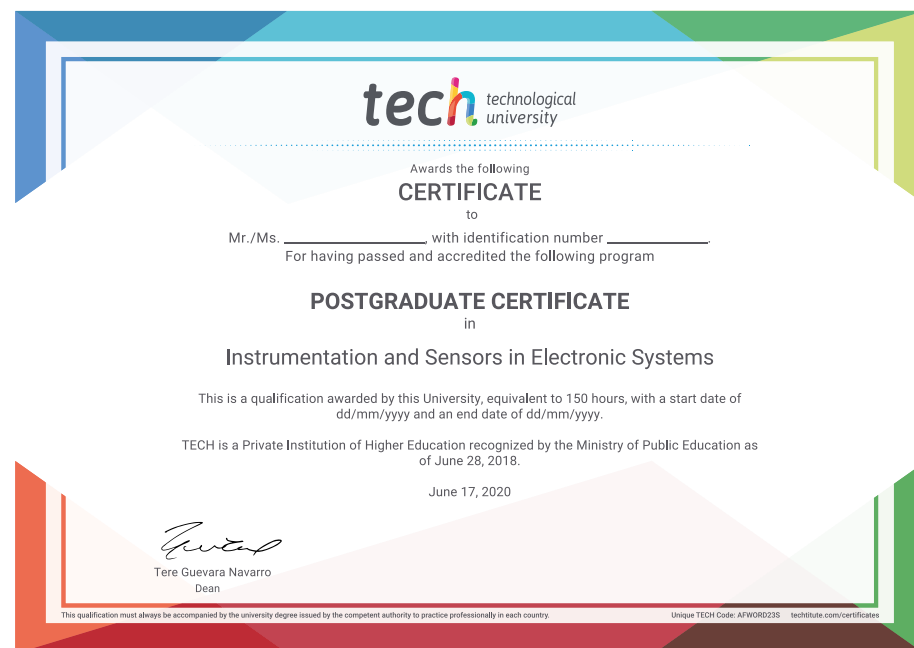 tech technological
university
Awards the following
CERTIFICATE
to
Mr./Ms. ____________________, with identification number ______________.
For having passed and accredited the following program
POSTGRADUATE CERTIFICATE
in
Instrumentation and Sensors in Electronic Systems
This is a qualification awarded by this University, equivalent to 150 hours, with a start date of
dd/mm/yyyy and an end date of dd/mm/yyyy.
TECH is a Private Institution of Higher Education recognized by the Ministry of Public Education as
of June 28, 2018.
June 17, 2020
Tere Guevara Navarro
Dean
This qualification must always be accompanied by the university degree issued by the competent authority to practice professionally in each country.
Unique TECH Code: AFWORD23S techtitute.com/certificates